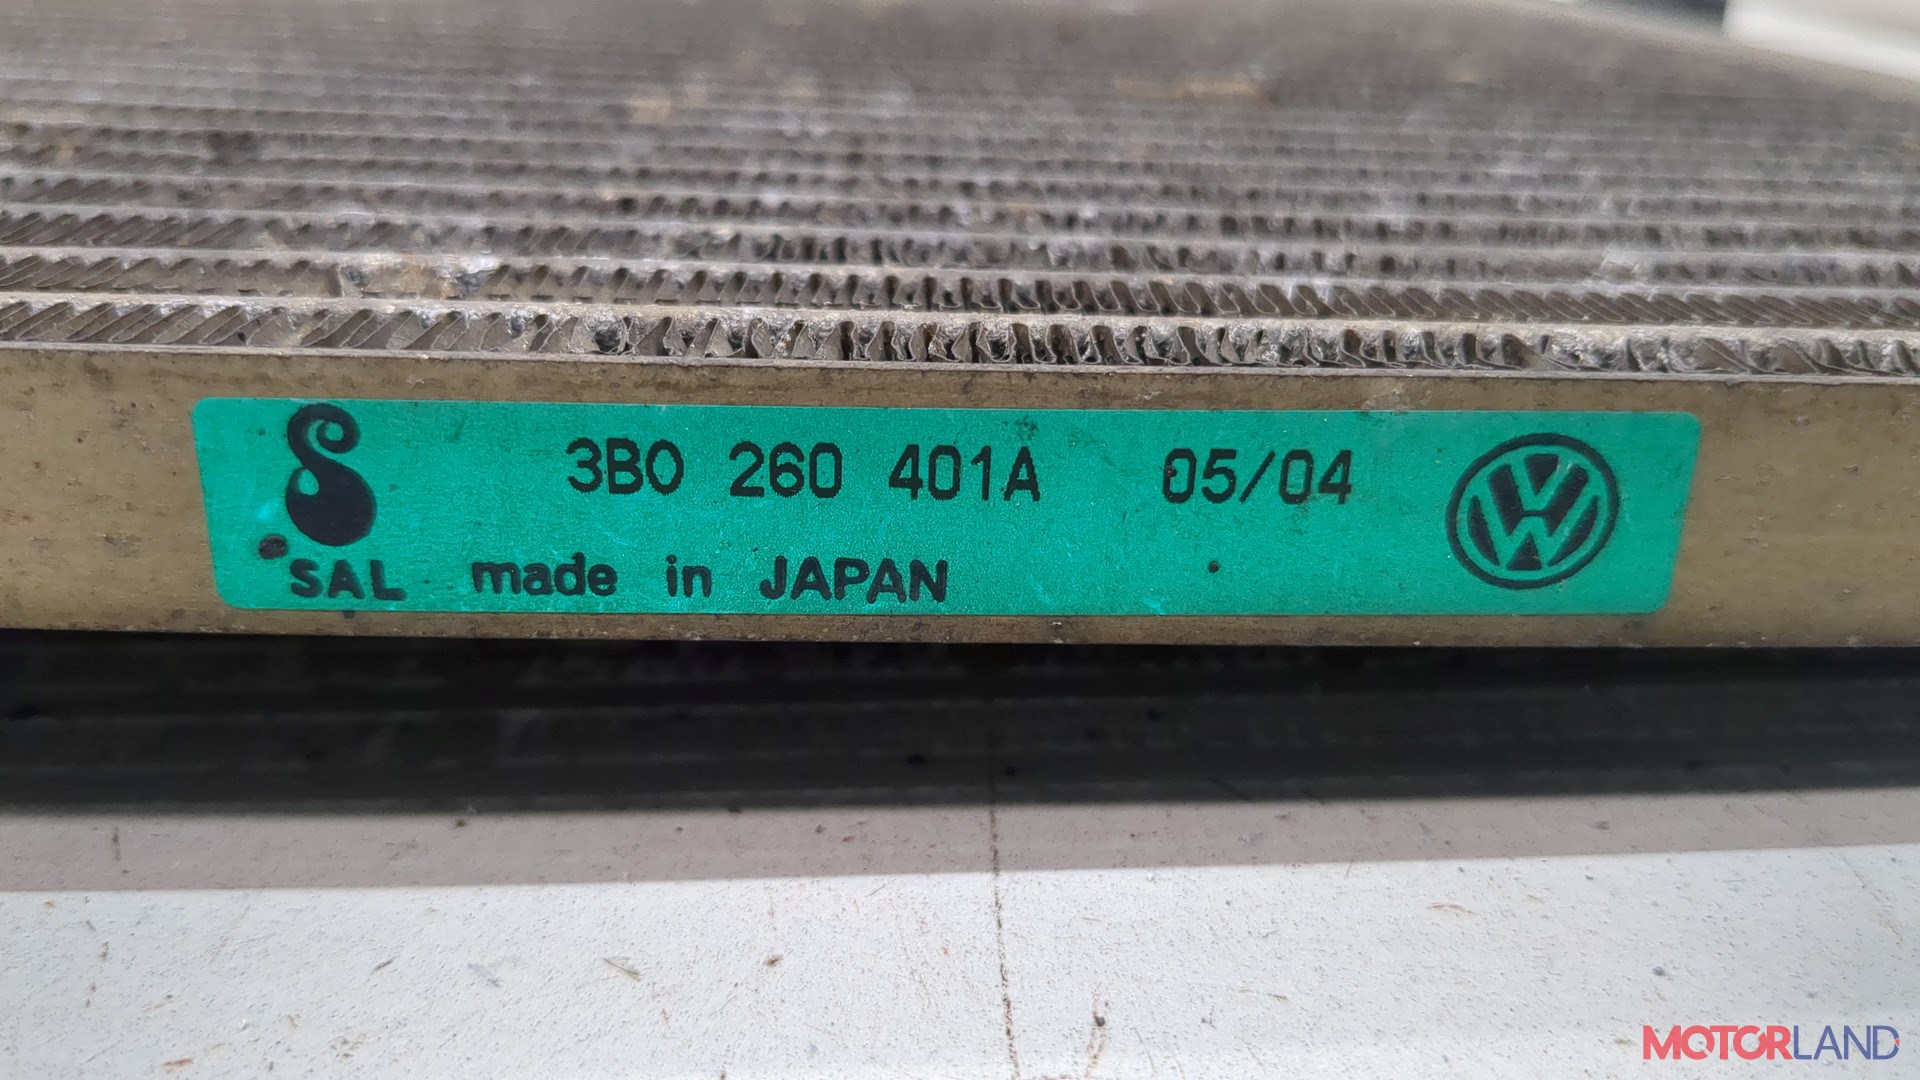 3B0 260 401A 05/04
SAL made in JAPAN
MOTORLAND